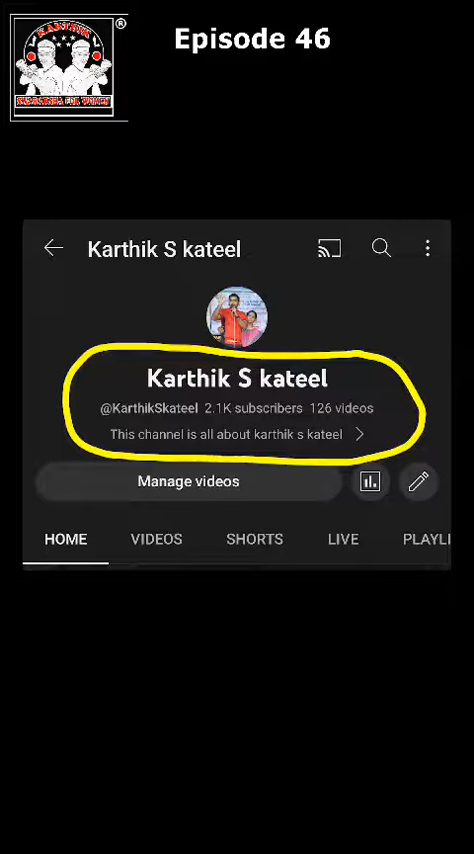 KARTHIK
®
Episode 46
Karthik S kateel
Karthik S kateel
@KarthikSkateel 2.1K subscribers 126 videos
This channel is all about karthik s kateel
Manage videos
HOME VIDEOS SHORTS LIVE PLAYLI